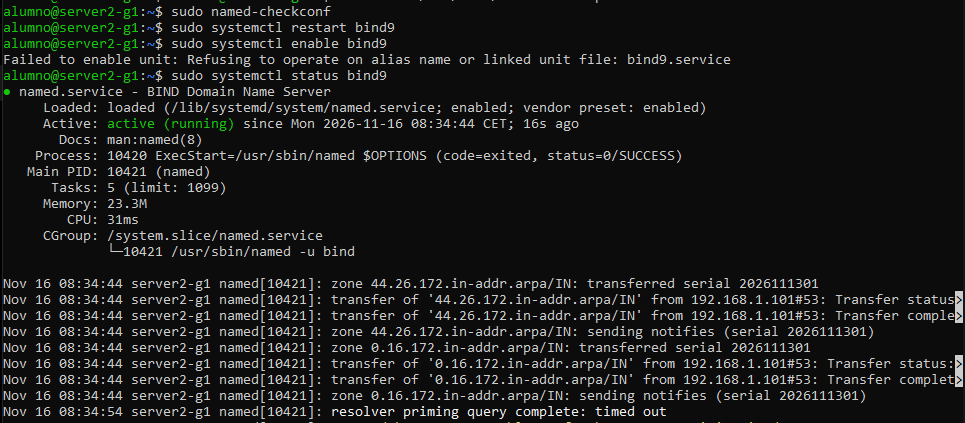 alumno@server2-g1:~$ sudo named-checkconf
alumno@server2-g1:~$ sudo systemctl restart bind9
alumno@server2-g1:~$ sudo systemctl enable bind9
Failed to enable unit: Refusing to operate on alias name or linked unit file: bind9.service
alumno@server2-g1:~$ sudo systemctl status bind9
● named.service - BIND Domain Name Server
Loaded: loaded (/lib/systemd/system/named.service; enabled; vendor preset: enabled)
Active: active (running) since Mon 2026-11-16 08:34:44 CET; 16s ago
Docs: man:named(8)
Process: 10420 ExecStart=/usr/sbin/named $OPTIONS (code=exited, status=0/SUCCESS)
Main PID: 10421 (named)
Tasks: 5 (limit: 1099)
Memory: 23.3M
CPU: 31ms
CGroup: /system.slice/named.service
└─10421 /usr/sbin/named -u bind
Nov 16 08:34:44 server2-g1 named[10421]: zone 44.26.172.in-addr.arpa/IN: transferred serial 2026111301
Nov 16 08:34:44 server2-g1 named[10421]: transfer of '44.26.172.in-addr.arpa/IN' from 192.168.1.101#53: Transfer status>
Nov 16 08:34:44 server2-g1 named[10421]: transfer of '44.26.172.in-addr.arpa/IN' from 192.168.1.101#53: Transfer comple>
Nov 16 08:34:44 server2-g1 named[10421]: zone 44.26.172.in-addr.arpa/IN: sending notifies (serial 2026111301)
Nov 16 08:34:44 server2-g1 named[10421]: zone 0.16.172.in-addr.arpa/IN: transferred serial 2026111301
Nov 16 08:34:44 server2-g1 named[10421]: transfer of '0.16.172.in-addr.arpa/IN' from 192.168.1.101#53: Transfer status:>
Nov 16 08:34:44 server2-g1 named[10421]: transfer of '0.16.172.in-addr.arpa/IN' from 192.168.1.101#53: Transfer complet>
Nov 16 08:34:44 server2-g1 named[10421]: zone 0.16.172.in-addr.arpa/IN: sending notifies (serial 2026111301)
Nov 16 08:34:54 server2-g1 named[10421]: resolver priming query complete: timed out